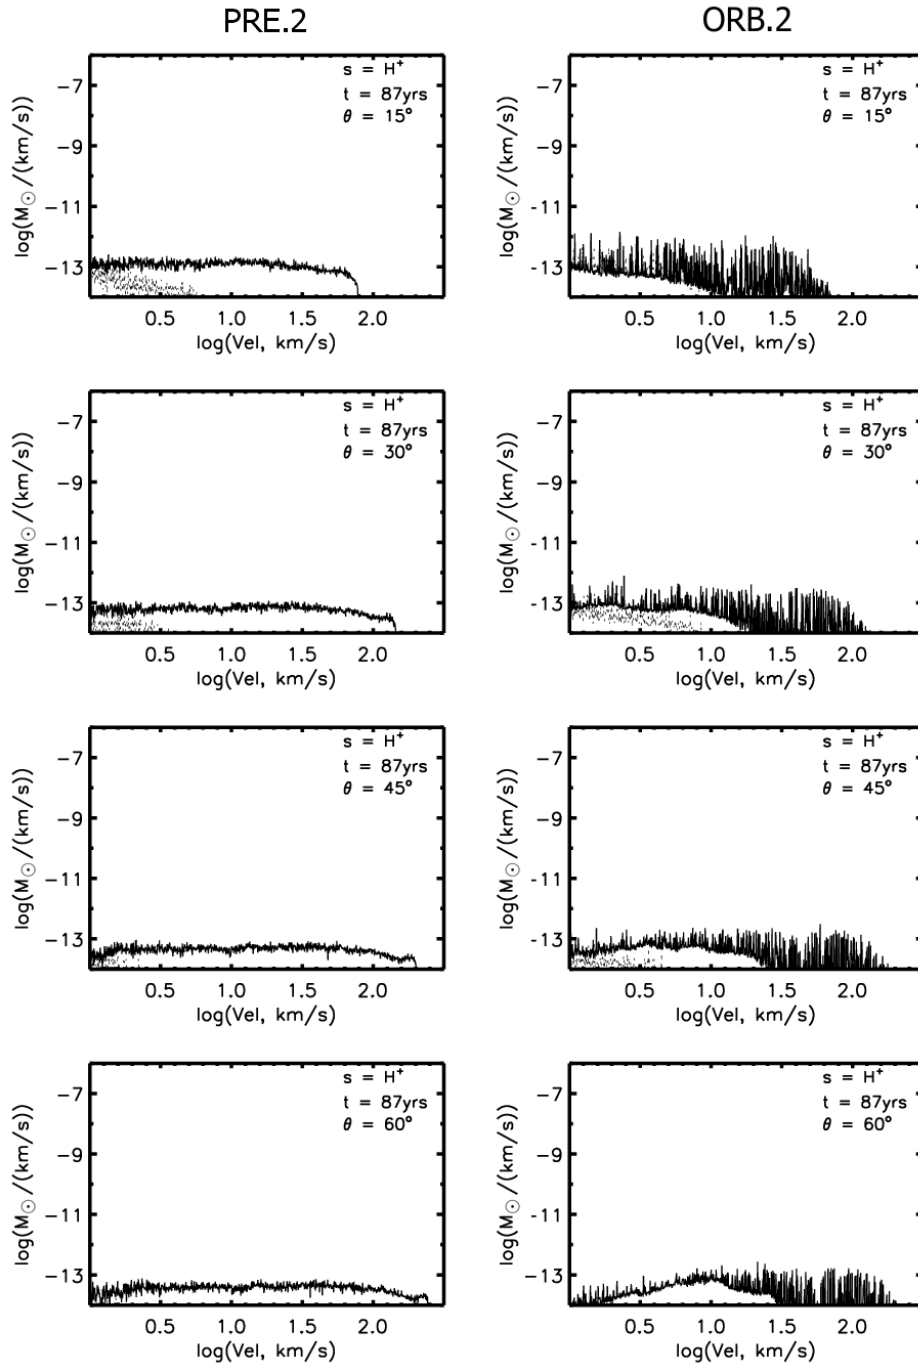 PRE.2
ORB.2
s = H⁺
t = 87yrs
θ = 15°
log(M☉/(km/s))
-7
-9
-11
-13
0.5 1.0 1.5 2.0
log(Vel, km/s)
s = H⁺
t = 87yrs
θ = 15°
log(M☉/(km/s))
-7
-9
-11
-13
0.5 1.0 1.5 2.0
log(Vel, km/s)
s = H⁺
t = 87yrs
θ = 30°
log(M☉/(km/s))
-7
-9
-11
-13
0.5 1.0 1.5 2.0
log(Vel, km/s)
s = H⁺
t = 87yrs
θ = 30°
log(M☉/(km/s))
-7
-9
-11
-13
0.5 1.0 1.5 2.0
log(Vel, km/s)
s = H⁺
t = 87yrs
θ = 45°
log(M☉/(km/s))
-7
-9
-11
-13
0.5 1.0 1.5 2.0
log(Vel, km/s)
s = H⁺
t = 87yrs
θ = 45°
log(M☉/(km/s))
-7
-9
-11
-13
0.5 1.0 1.5 2.0
log(Vel, km/s)
s = H⁺
t = 87yrs
θ = 60°
log(M☉/(km/s))
-7
-9
-11
-13
0.5 1.0 1.5 2.0
log(Vel, km/s)
s = H⁺
t = 87yrs
θ = 60°
log(M☉/(km/s))
-7
-9
-11
-13
0.5 1.0 1.5 2.0
log(Vel, km/s)